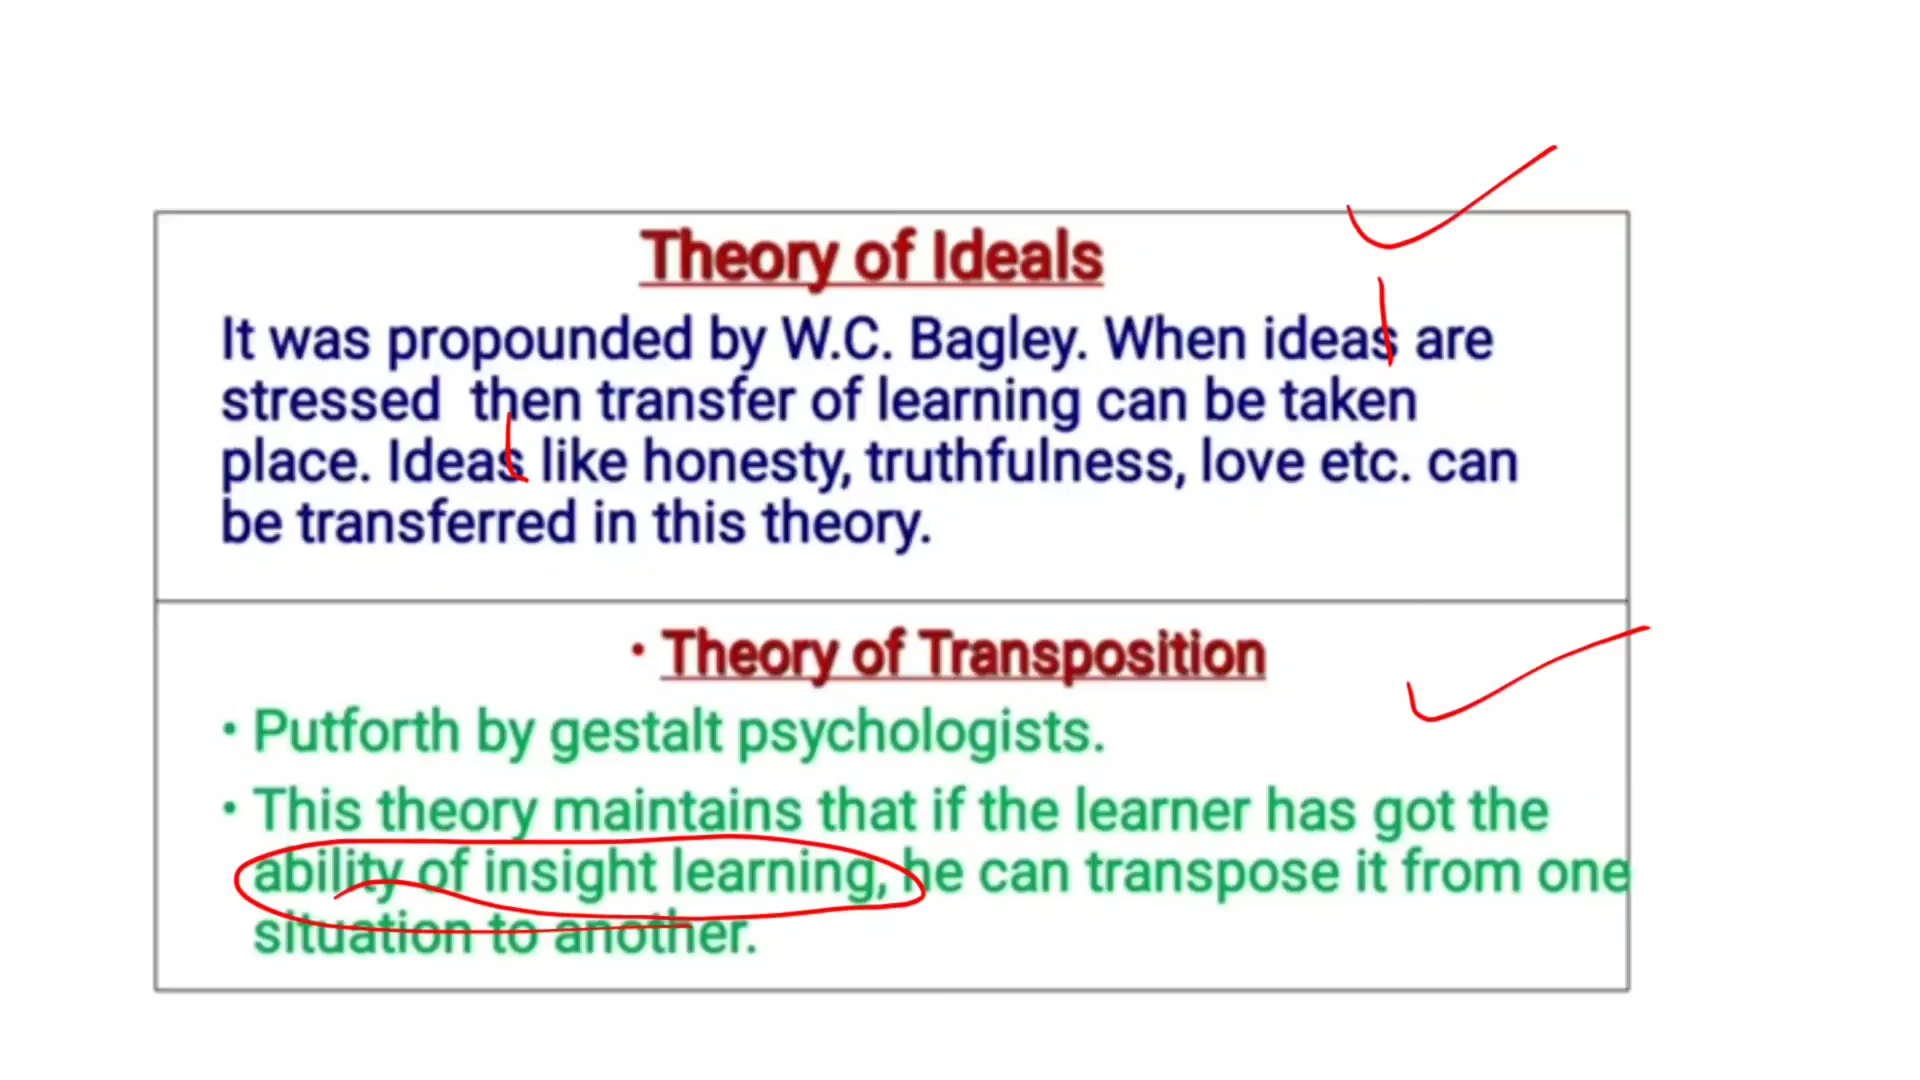 Theory of Ideals
It was propounded by W.C. Bagley. When ideas are
stressed then transfer of learning can be taken
place. Ideas like honesty, truthfulness, love etc. can
be transferred in this theory.
• Theory of Transposition
• Putforth by gestalt psychologists.
• This theory maintains that if the learner has got the
ability of insight learning, he can transpose it from one
situation to another.